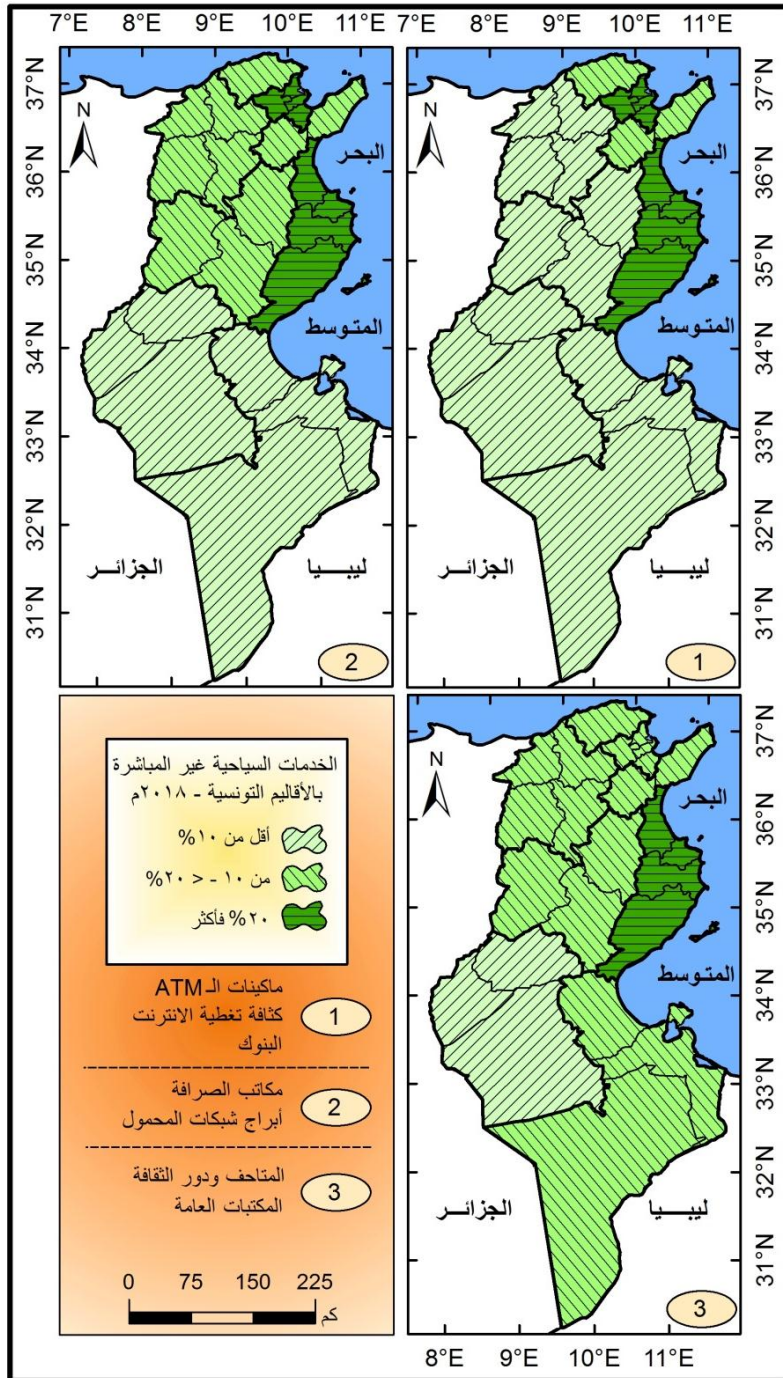 7°E 8°E 9°E 10°E 11°E
7°E 8°E 9°E 10°E 11°E
37°N
36°N
35°N
34°N
33°N
32°N
31°N
N
البحر
المتوسط
الجزائر
ليبيا
2
N
البحر
المتوسط
الجزائر
ليبيا
1
37°N
36°N
35°N
34°N
33°N
32°N
31°N
الخدمات السياحية غير المباشرة
بالأقاليم التونسية - ٢٠١٨م
أقل من ١٠%
من ١٠ - < ٢٠%
٢٠% فأكثر
1
ماكينات الـ ATM
كثافة تغطية الانترنت
البنوك
2
مكاتب الصرافة
أبراج شبكات المحمول
3
المتاحف ودور الثقافة
المكتبات العامة
0 75 150 225
كم
N
البحر
المتوسط
الجزائر
ليبيا
3
37°N
36°N
35°N
34°N
33°N
32°N
31°N
8°E 9°E 10°E 11°E